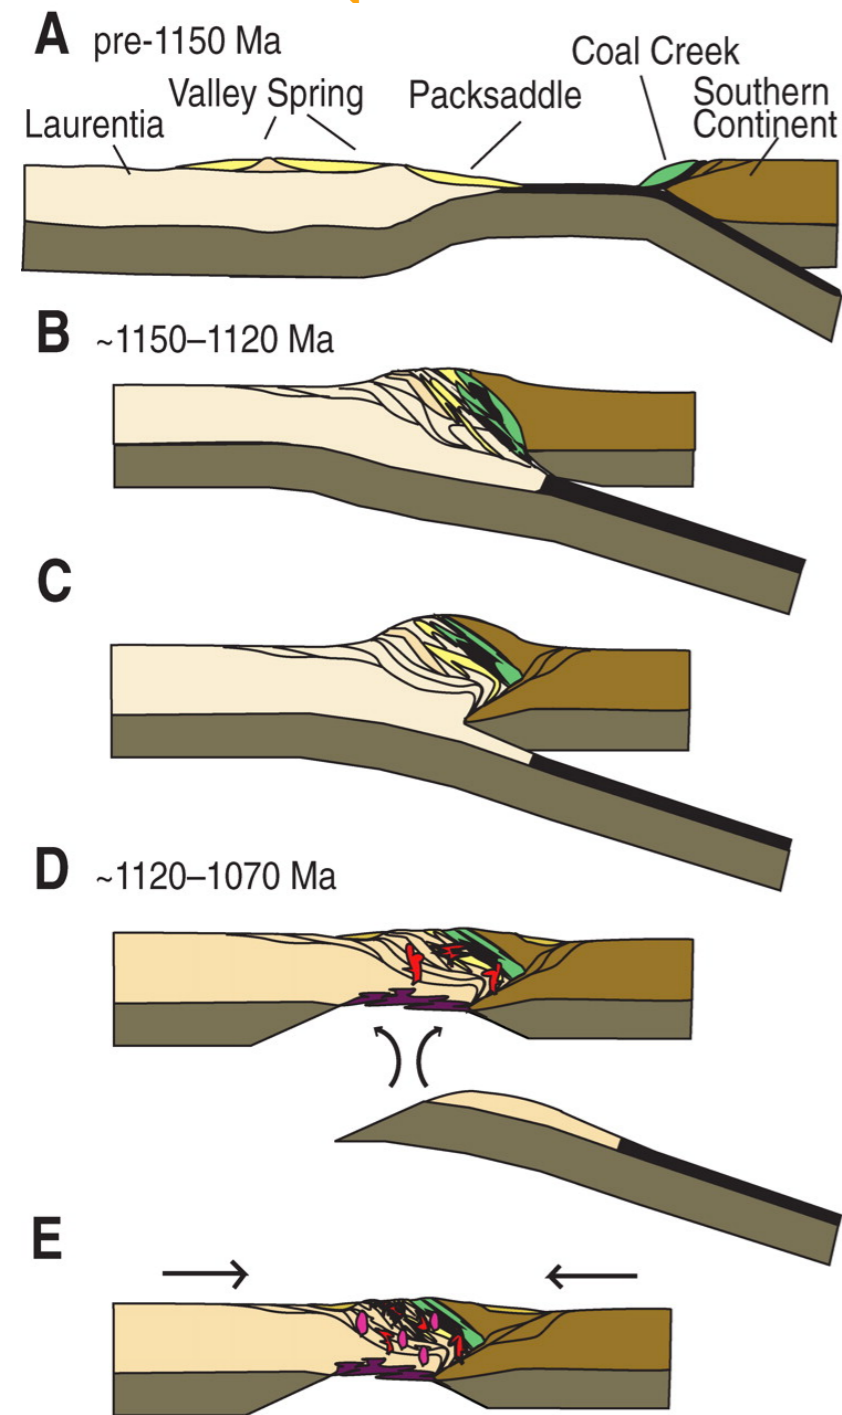 A pre-1150 Ma
Coal Creek
Valley Spring
Packsaddle
Southern
Continent
Laurentia
B ~1150–1120 Ma
C
D ~1120–1070 Ma
E